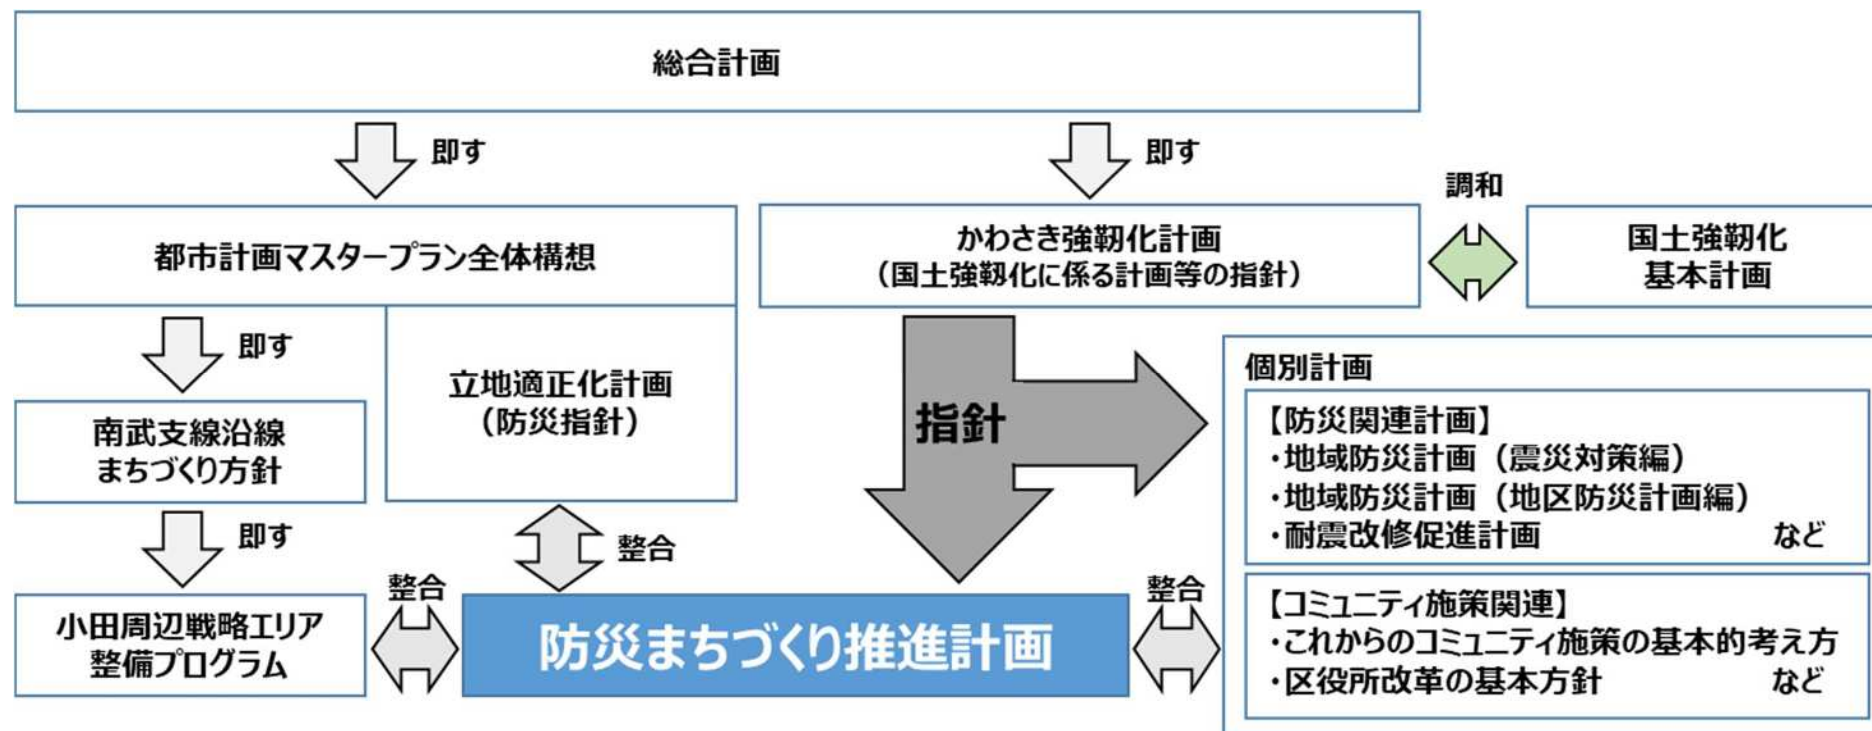 総合計画
即す
即す
調和
都市計画マスタープラン全体構想
かわさき強靱化計画
（国土強靱化に係る計画等の指針）
国土強靱化
基本計画
即す
立地適正化計画
（防災指針）
指針
南武支線沿線
まちづくり方針
即す
整合
小田周辺戦略エリア
整備プログラム
整合
防災まちづくり推進計画
整合
個別計画
【防災関連計画】
・地域防災計画（震災対策編）
・地域防災計画（地区防災計画編）
・耐震改修促進計画 など
【コミュニティ施策関連】
・これからのコミュニティ施策の基本的考え方
・区役所改革の基本方針 など